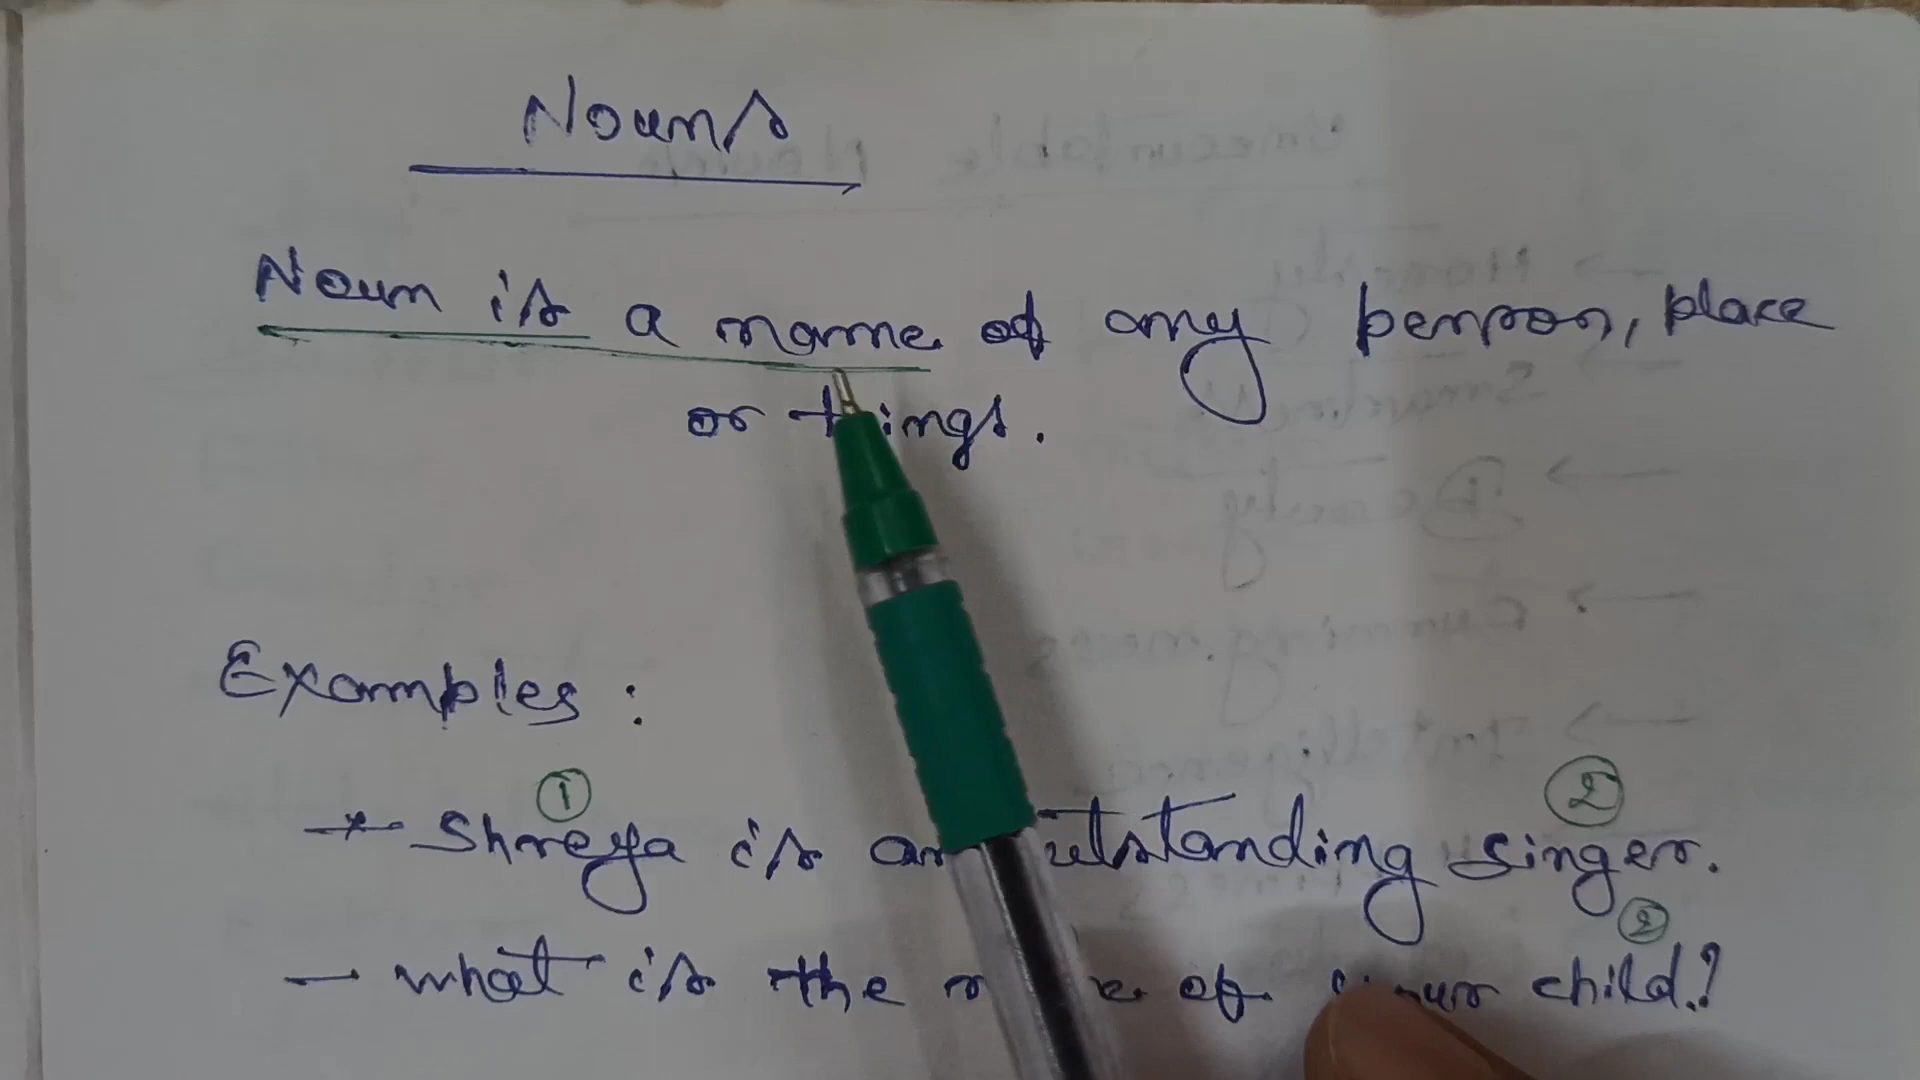 Nouns
Noun is a name of any person, place
or things.
Examples :
①
②
Shreya is an outstanding singer.
②
- what is the of your child?